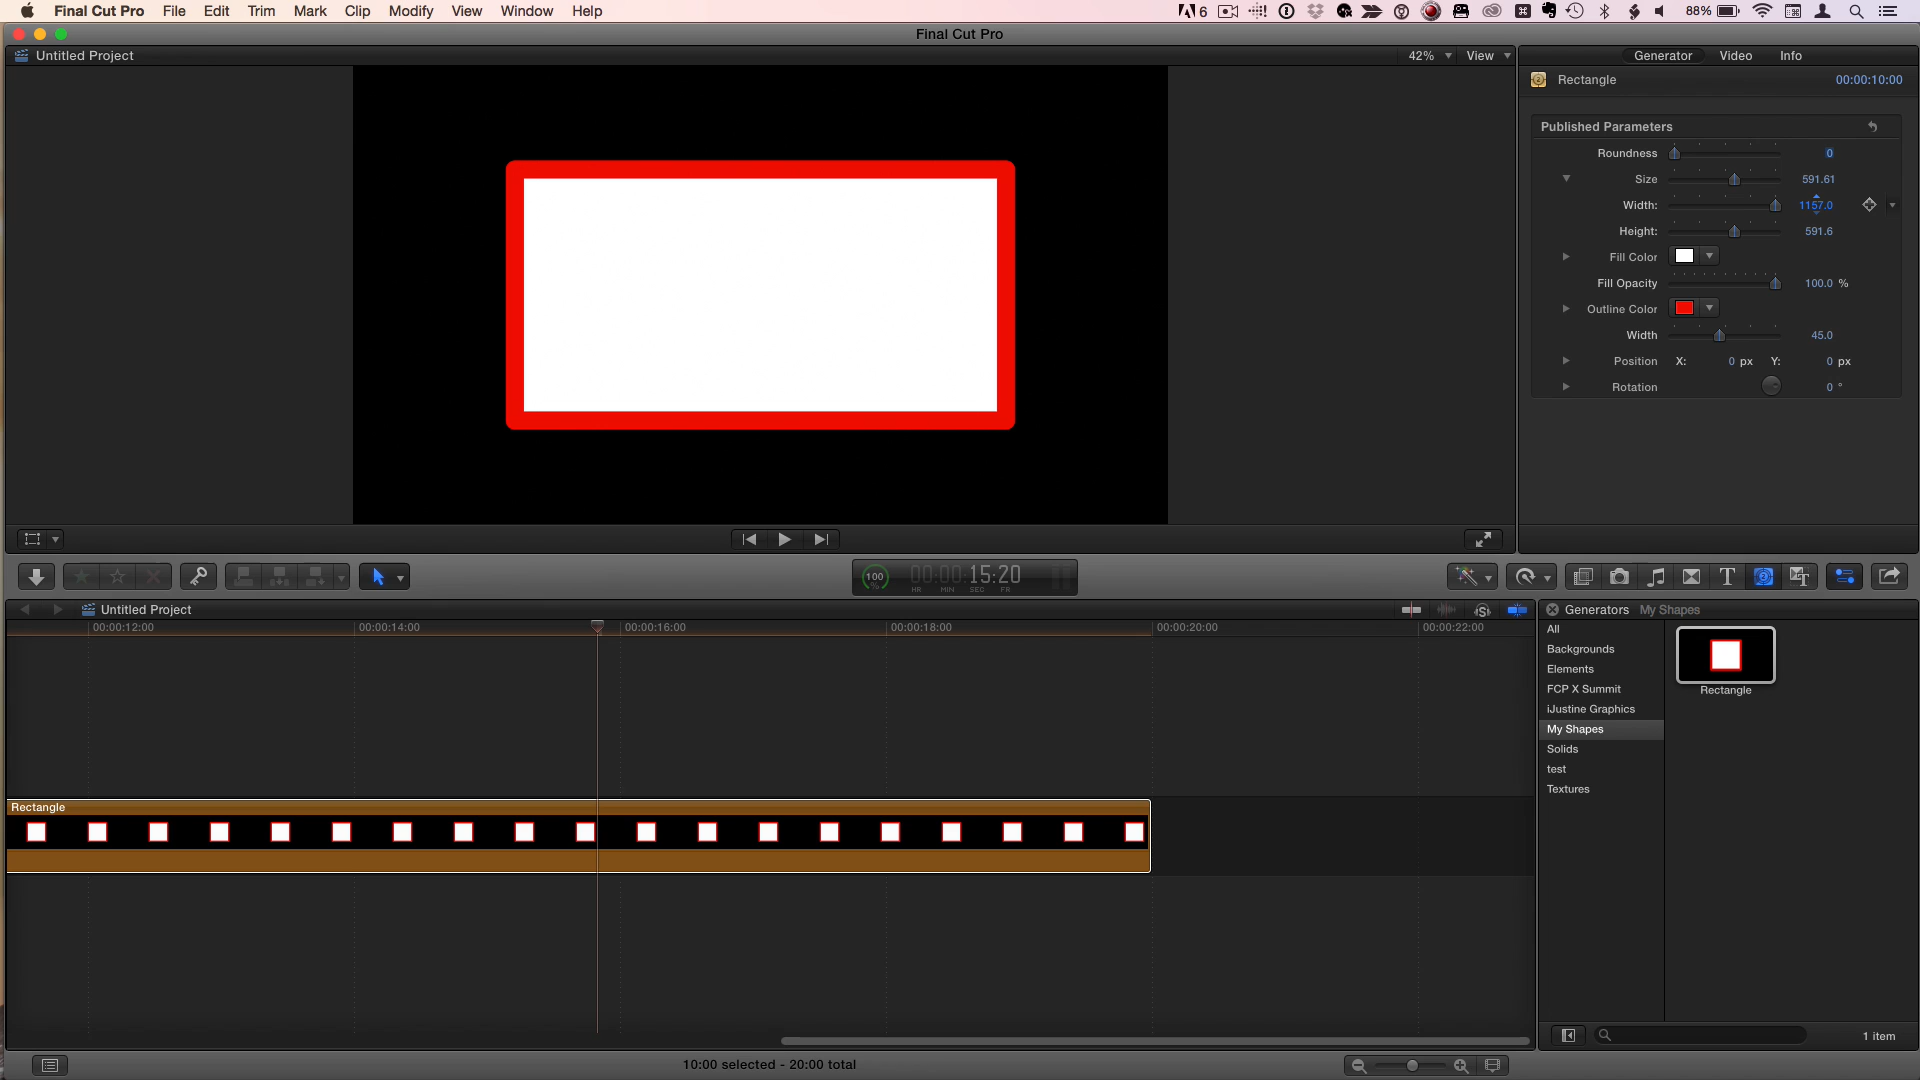 Final Cut Pro File Edit Trim Mark Clip Modify View Window Help 6 88%
Final Cut Pro
Untitled Project 42% View
Generator Video Info
Rectangle 00:00:10:00
Published Parameters
Roundness 0
Size 591.61
Width: 1157.0
Height: 591.6
Fill Color
Fill Opacity 100.0 %
Outline Color
Width 45.0
Position X: 0 px Y: 0 px
Rotation 0 °
100 % 00:00:15:20
HR MIN SEC FR
Untitled Project
00:00:12:00 00:00:14:00 00:00:16:00 00:00:18:00 00:00:20:00 00:00:22:00
Rectangle
Generators My Shapes
All
Backgrounds
Elements
FCP X Summit
iJustine Graphics
My Shapes
Solids
test
Textures
Rectangle
1 item
10:00 selected - 20:00 total